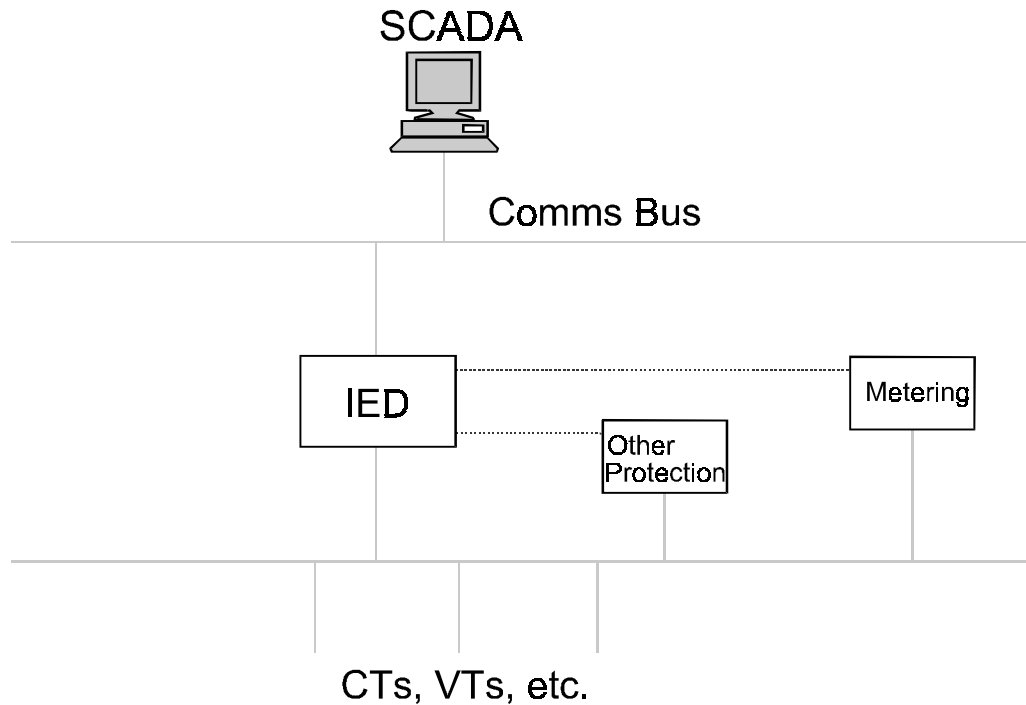 SCADA
Comms Bus
IED
Metering
Other
Protection
CTs, VTs, etc.